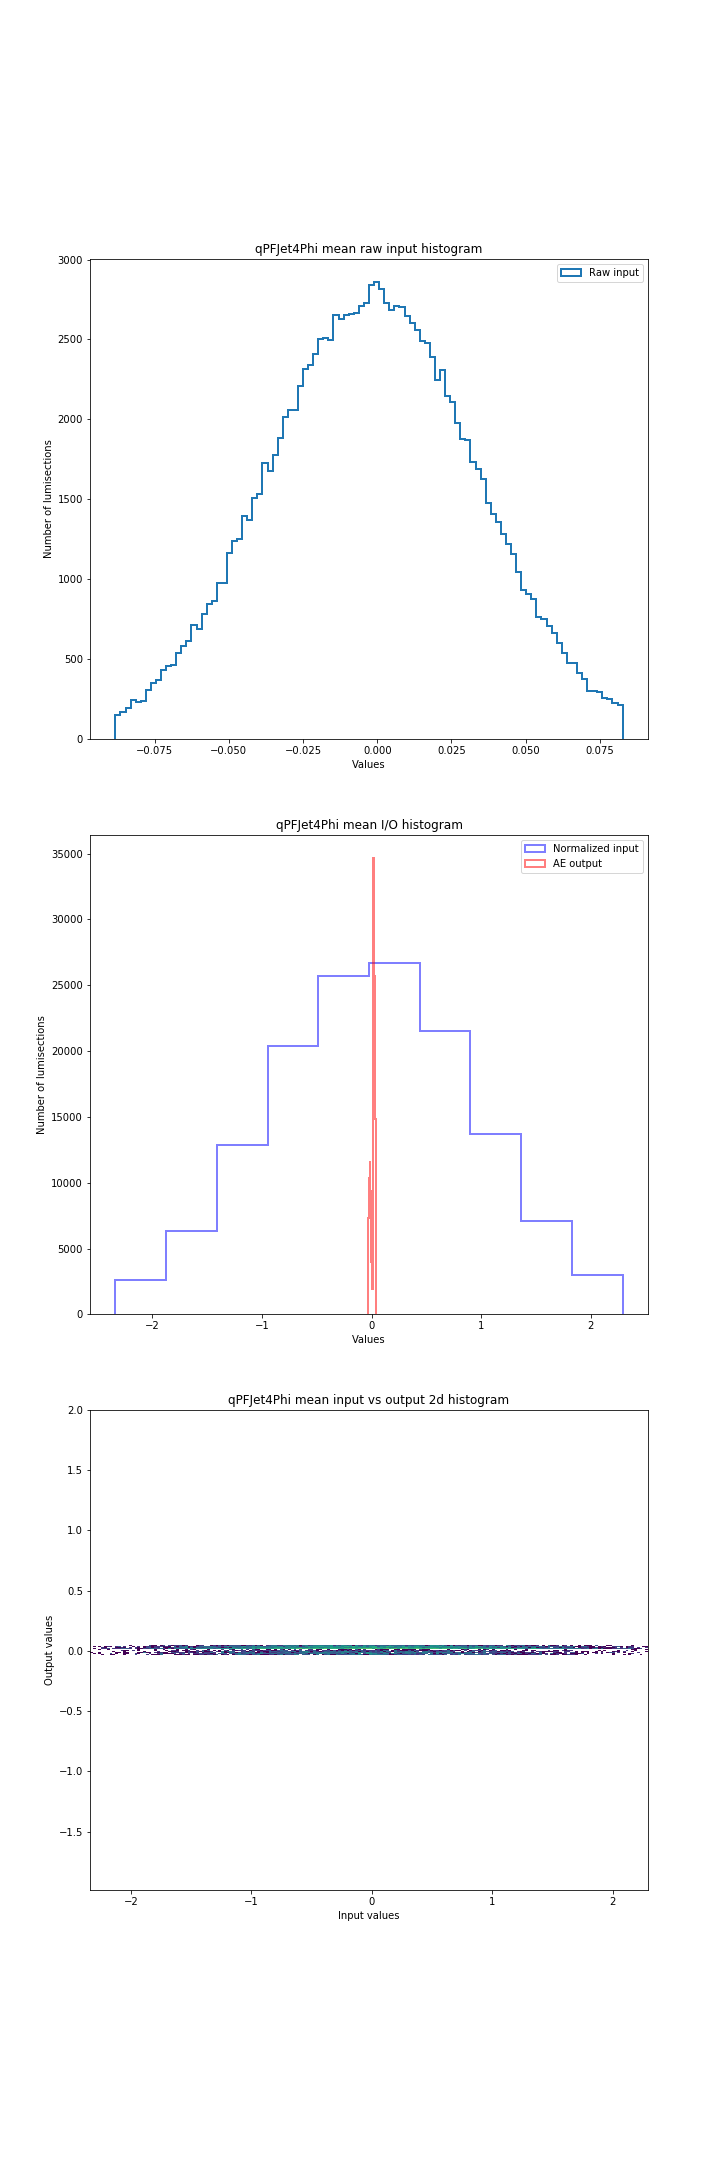 qPFJet4Phi mean raw input histogram
3000
2500
2000
1500
1000
500
0
Number of lumisections
Raw input
−0.075 −0.050 −0.025 0.000 0.025 0.050 0.075
Values
qPFJet4Phi mean I/O histogram
35000
30000
25000
20000
15000
10000
5000
0
Number of lumisections
Normalized input
AE output
−2 −1 0 1 2
Values
qPFJet4Phi mean input vs output 2d histogram
2.0
1.5
1.0
0.5
0.0
−0.5
−1.0
−1.5
Output values
−2 −1 0 1 2
Input values